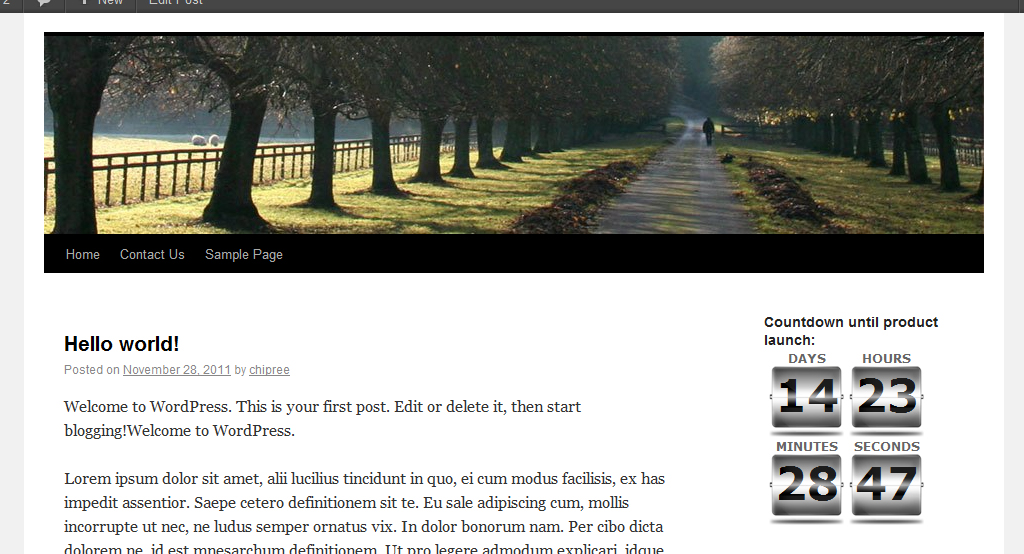 2 New Edit Post
Home Contact Us Sample Page
Hello world!
Posted on November 28, 2011 by chipree
Welcome to WordPress. This is your first post. Edit or delete it, then start
blogging!Welcome to WordPress.
Lorem ipsum dolor sit amet, alii lucilius tincidunt in quo, ei cum modus facilisis, ex has
impedit assentior. Saepe cetero definitionem sit te. Eu sale adipiscing cum, mollis
incorrupte ut nec, ne ludus semper ornatus vix. In dolor bonorum nam. Per cibo dicta
dolorem ne, id est mnesarchum definitionem. Ut pro legere admodum explicari, idque
Countdown until product
launch:
DAYS HOURS
14 23
MINUTES SECONDS
28 47